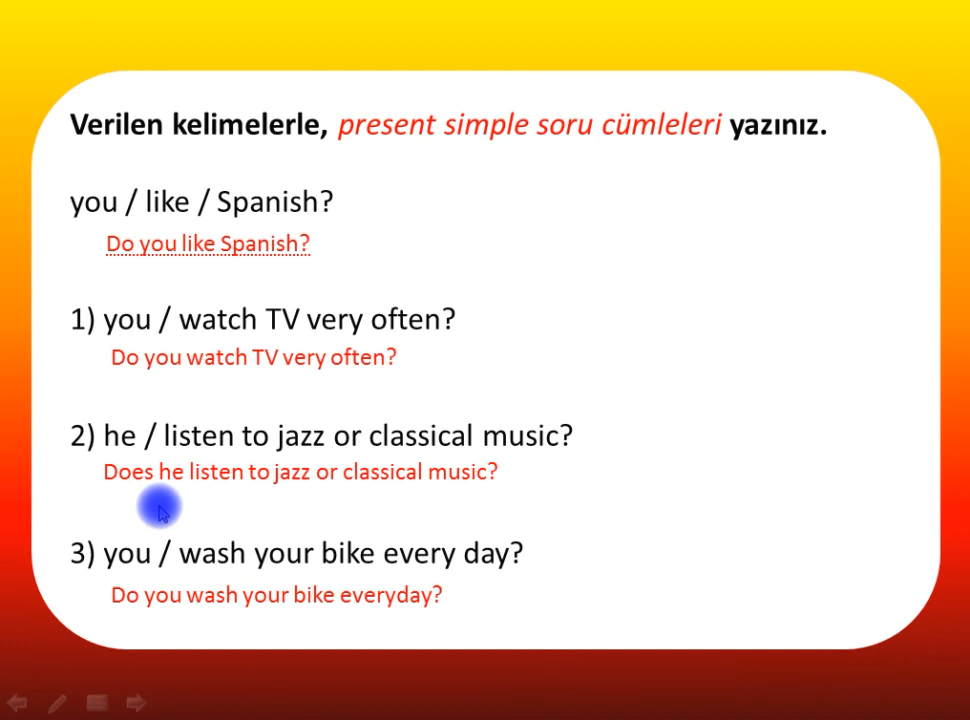 Verilen kelimelerle, present simple soru cümleleri yazınız.
you / like / Spanish?
Do you like Spanish?
1) you / watch TV very often?
Do you watch TV very often?
2) he / listen to jazz or classical music?
Does he listen to jazz or classical music?
3) you / wash your bike every day?
Do you wash your bike everyday?